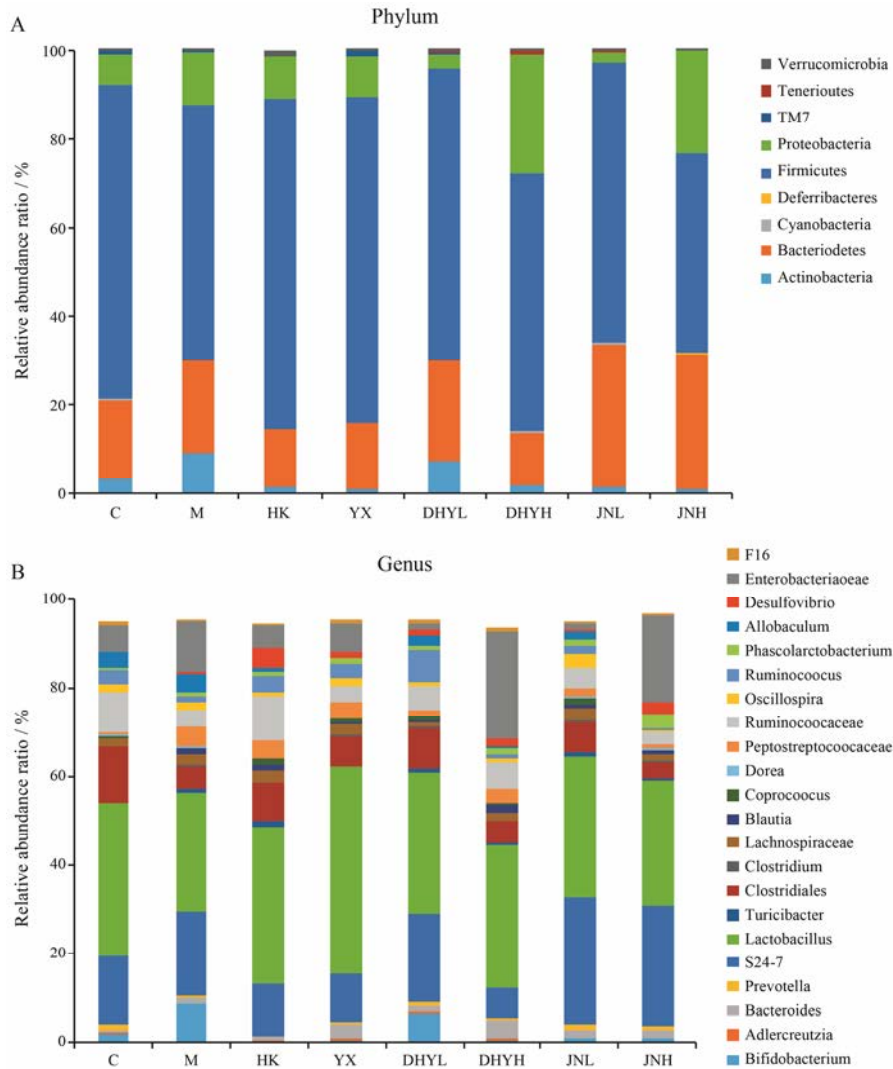 A
Phylum
Relative abundance ratio / %
100
80
60
40
20
0
C
M
HK
YX
DHYL
DHYH
JNL
JNH
Verrucomicrobia
Tenerioutes
TM7
Proteobacteria
Firmicutes
Deferribacteres
Cyanobacteria
Bacteriodetes
Actinobacteria
B
Genus
Relative abundance ratio / %
100
80
60
40
20
0
C
M
HK
YX
DHYL
DHYH
JNL
JNH
F16
Enterobacteriaoeae
Desulfovibrio
Allobaculum
Phascolarctobacterium
Ruminocoocus
Oscillospira
Ruminocoocaceae
Peptostreptocoocaceae
Dorea
Coprocoocus
Blautia
Lachnospiraceae
Clostridium
Clostridiales
Turicibacter
Lactobacillus
S24-7
Prevotella
Bacteroides
Adlercreutzia
Bifidobacterium